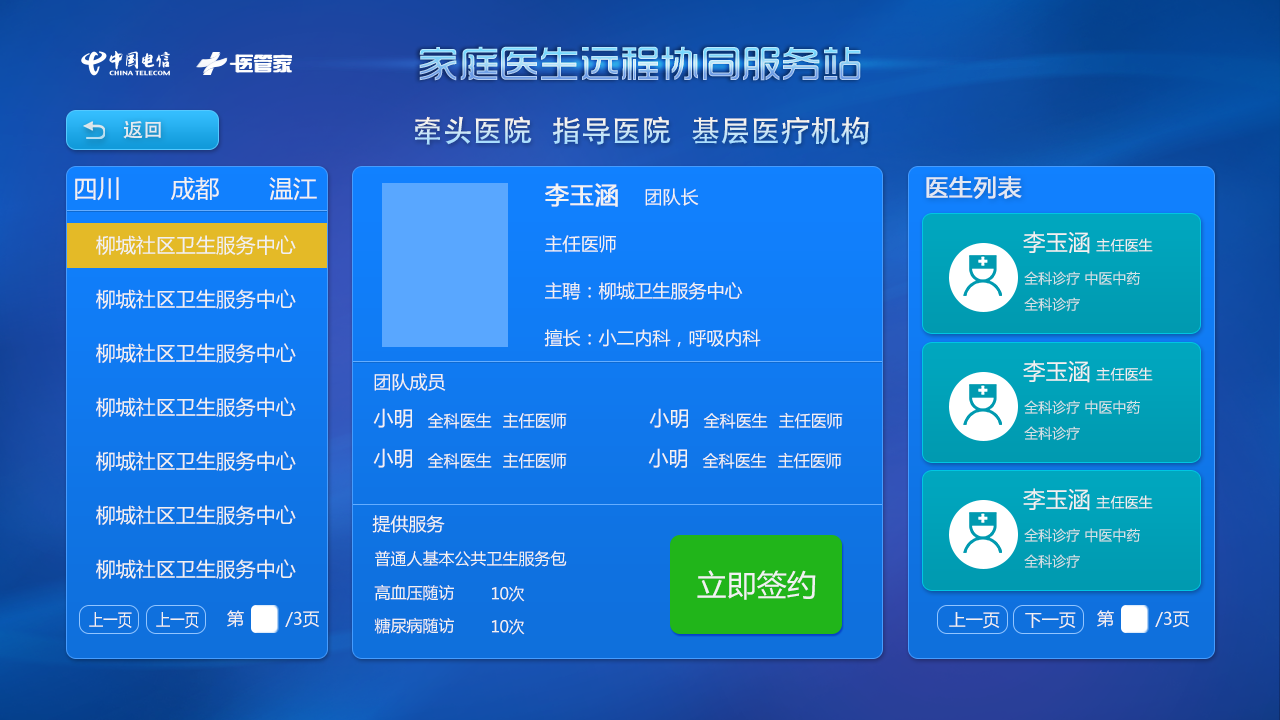 中国电信
CHINA TELECOM
医管家
家庭医生远程协同服务站
返回
牵头医院 指导医院 基层医疗机构
四川 成都 温江
柳城社区卫生服务中心
柳城社区卫生服务中心
柳城社区卫生服务中心
柳城社区卫生服务中心
柳城社区卫生服务中心
柳城社区卫生服务中心
柳城社区卫生服务中心
上一页 上一页 第 /3页
李玉涵 团队长
主任医师
主聘：柳城卫生服务中心
擅长：小二内科，呼吸内科
团队成员
小明 全科医生 主任医师 小明 全科医生 主任医师
小明 全科医生 主任医师 小明 全科医生 主任医师
提供服务
普通人基本公共卫生服务包
高血压随访 10次
糖尿病随访 10次
立即签约
医生列表
李玉涵 主任医生
全科诊疗 中医中药
全科诊疗
李玉涵 主任医生
全科诊疗 中医中药
全科诊疗
李玉涵 主任医生
全科诊疗 中医中药
全科诊疗
上一页 下一页 第 /3页